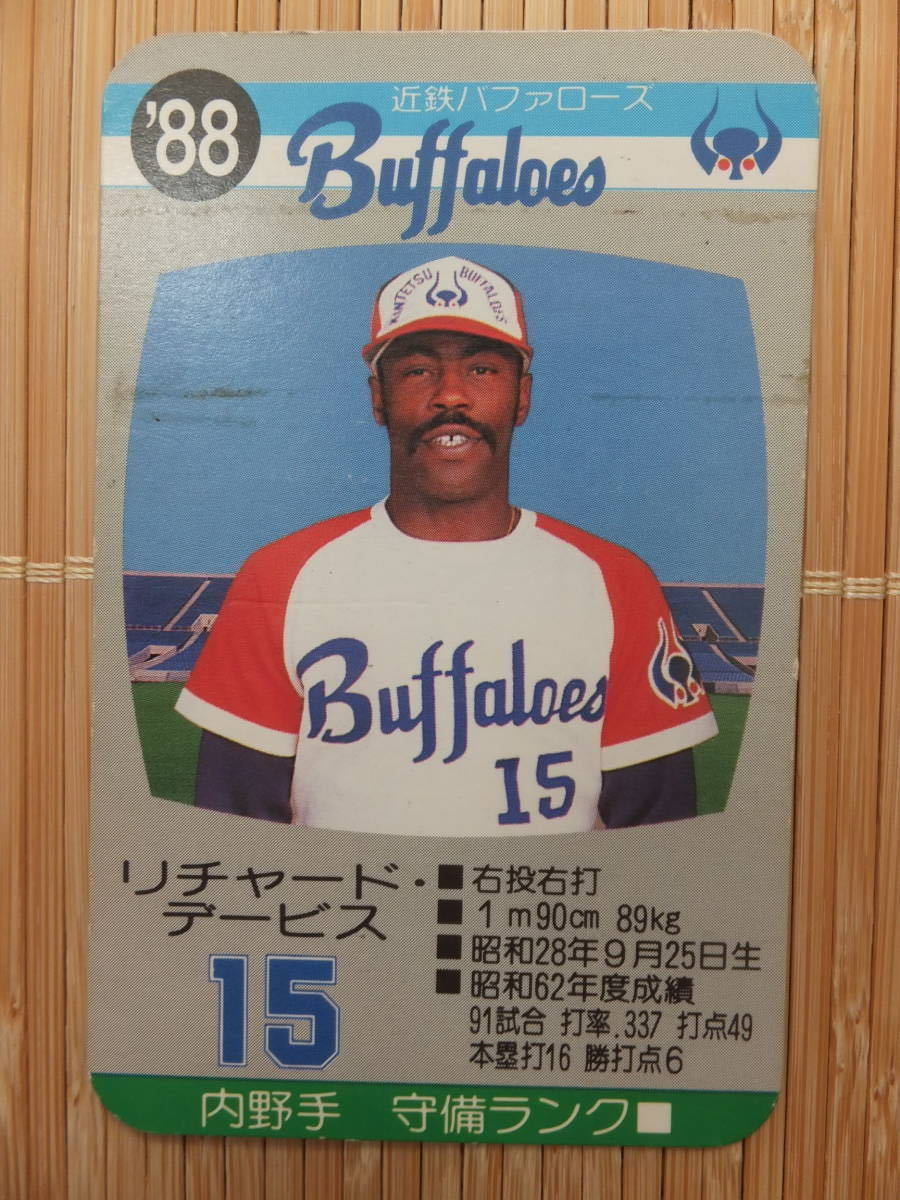 '88
近鉄バファローズ
Buffaloes
KINTETSU BUFFALOES
Buffaloes
15
リチャード・
デービス
15
■右投右打
■1m90cm 89kg
■昭和28年9月25日生
■昭和62年度成績
91試合 打率.337 打点49
本塁打16 勝打点6
内野手 守備ランク□